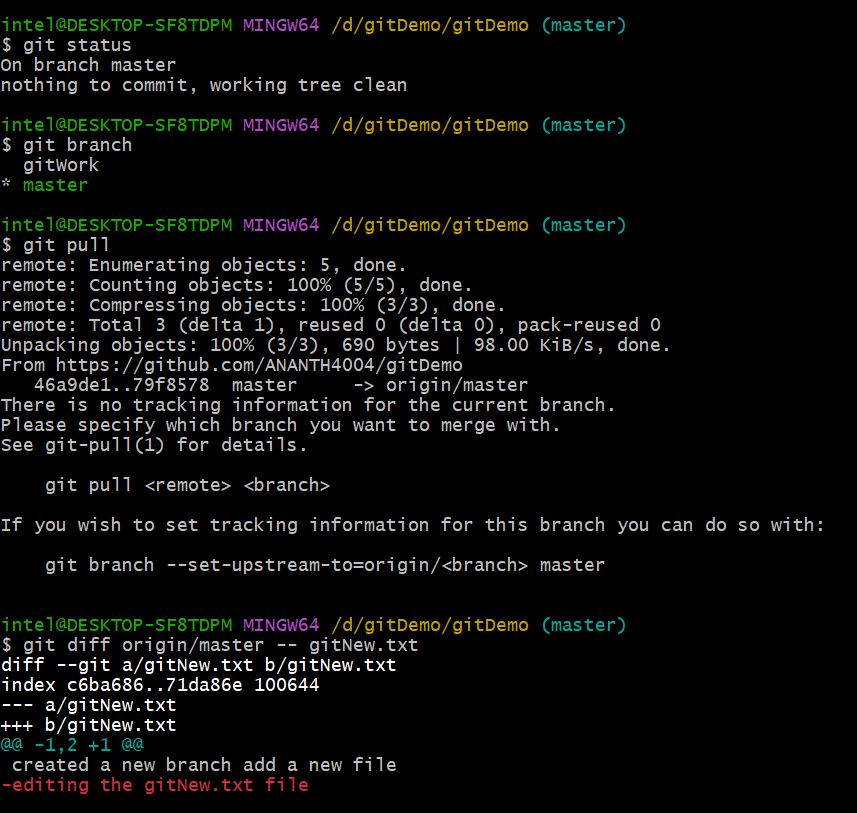 intel@DESKTOP-SF8TDPM MINGW64 /d/gitDemo/gitDemo (master)
$ git status
On branch master
nothing to commit, working tree clean

intel@DESKTOP-SF8TDPM MINGW64 /d/gitDemo/gitDemo (master)
$ git branch
  gitWork
* master

intel@DESKTOP-SF8TDPM MINGW64 /d/gitDemo/gitDemo (master)
$ git pull
remote: Enumerating objects: 5, done.
remote: Counting objects: 100% (5/5), done.
remote: Compressing objects: 100% (3/3), done.
remote: Total 3 (delta 1), reused 0 (delta 0), pack-reused 0
Unpacking objects: 100% (3/3), 690 bytes | 98.00 KiB/s, done.
From https://github.com/ANANTH4004/gitDemo
   46a9de1..79f8578  master     -> origin/master
There is no tracking information for the current branch.
Please specify which branch you want to merge with.
See git-pull(1) for details.

    git pull <remote> <branch>

If you wish to set tracking information for this branch you can do so with:

    git branch --set-upstream-to=origin/<branch> master


intel@DESKTOP-SF8TDPM MINGW64 /d/gitDemo/gitDemo (master)
$ git diff origin/master -- gitNew.txt
diff --git a/gitNew.txt b/gitNew.txt
index c6ba686..71da86e 100644
--- a/gitNew.txt
+++ b/gitNew.txt
@@ -1,2 +1 @@
 created a new branch add a new file
-editing the gitNew.txt file